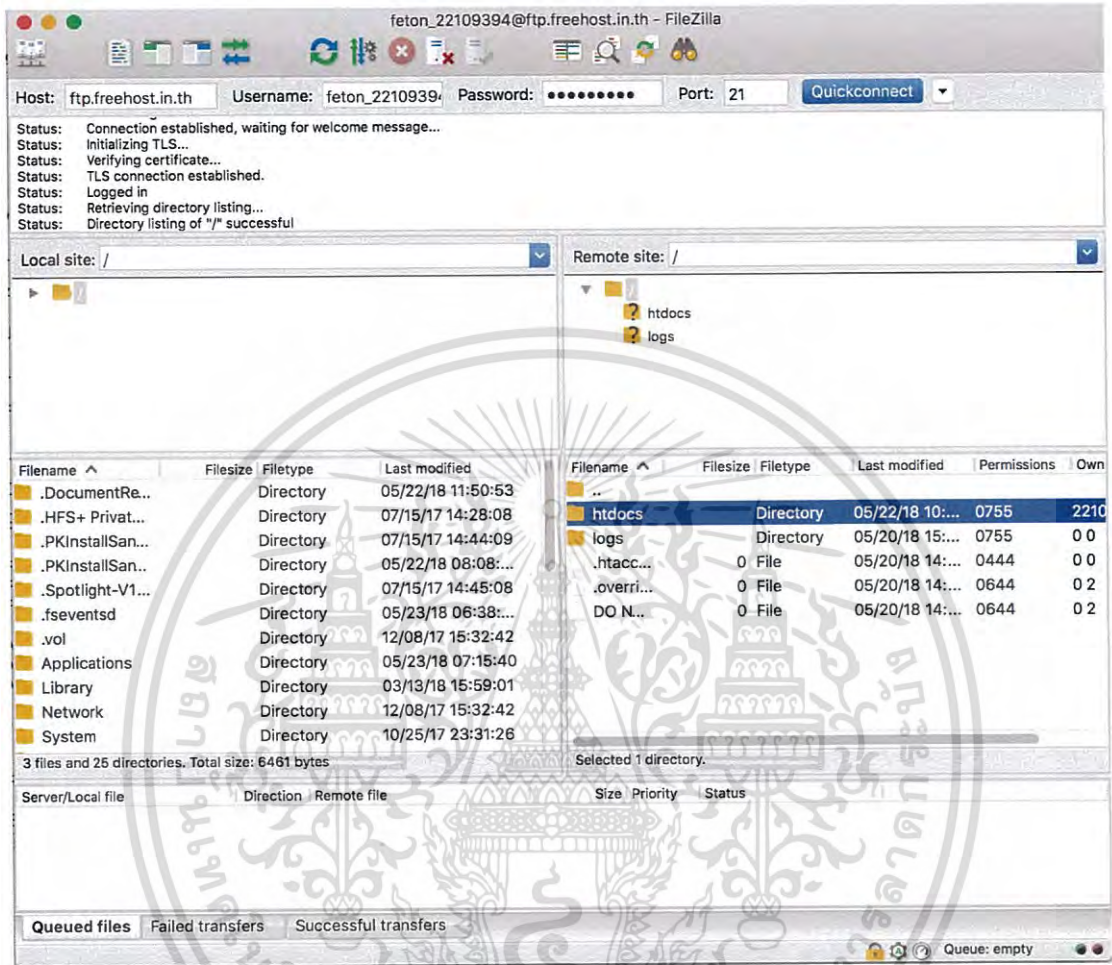 feton_22109394@ftp.freehost.in.th - FileZilla
Host: ftp.freehost.in.th Username: feton_2210939 Password: ●●●●●●●●● Port: 21 Quickconnect
Status: Connection established, waiting for welcome message...
Status: Initializing TLS...
Status: Verifying certificate...
Status: TLS connection established.
Status: Logged in
Status: Retrieving directory listing...
Status: Directory listing of "/" successful
Local site: /
/
Remote site: /
/
htdocs
logs
Filename Filesize Filetype Last modified
.DocumentRe... Directory 05/22/18 11:50:53
.HFS+ Privat... Directory 07/15/17 14:28:08
.PKInstallSan... Directory 07/15/17 14:44:09
.PKInstallSan... Directory 05/22/18 08:08:...
.Spotlight-V1... Directory 07/15/17 14:45:08
.fseventsd Directory 05/23/18 06:38:...
.vol Directory 12/08/17 15:32:42
Applications Directory 05/23/18 07:15:40
Library Directory 03/13/18 15:59:01
Network Directory 12/08/17 15:32:42
System Directory 10/25/17 23:31:26
3 files and 25 directories. Total size: 6461 bytes
Filename Filesize Filetype Last modified Permissions Own
..
htdocs Directory 05/22/18 10:... 0755 2210
logs Directory 05/20/18 15:... 0755 0 0
.htacc... 0 File 05/20/18 14:... 0444 0 0
.overri... 0 File 05/20/18 14:... 0644 0 2
DO N... 0 File 05/20/18 14:... 0644 0 2
Selected 1 directory.
Server/Local file Direction Remote file Size Priority Status
Queued files Failed transfers Successful transfers
Queue: empty